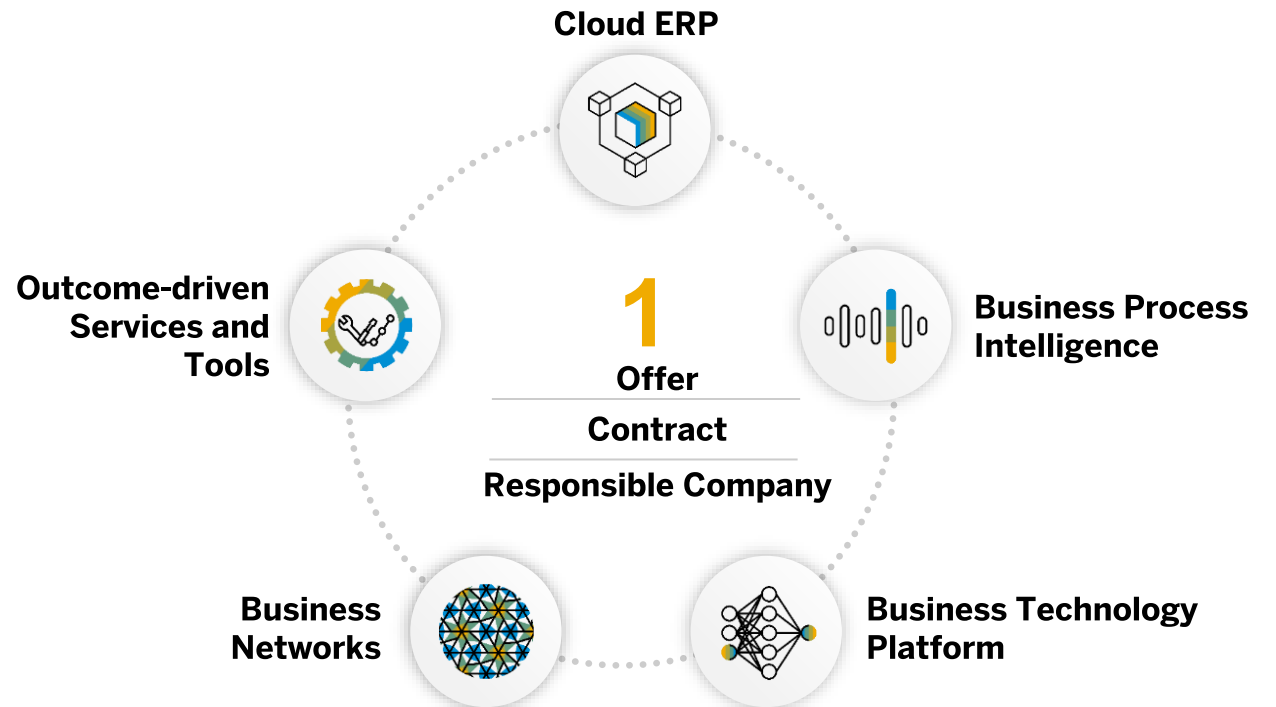 Cloud ERP
Outcome-driven
Services and
Tools
1
Offer
Contract
Responsible Company
Business Process
Intelligence
Business
Networks
Business Technology
Platform